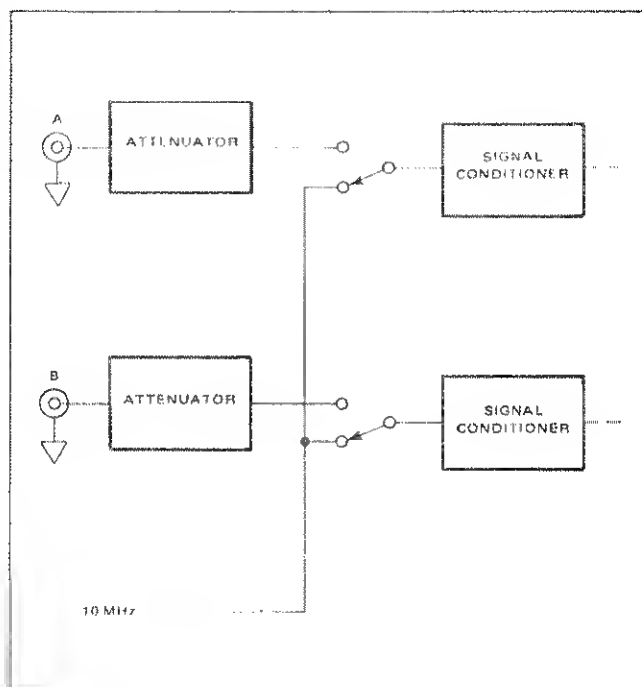 A
ATTENUATOR
SIGNAL
CONDITIONER
B
ATTENUATOR
SIGNAL
CONDITIONER
10 MHz